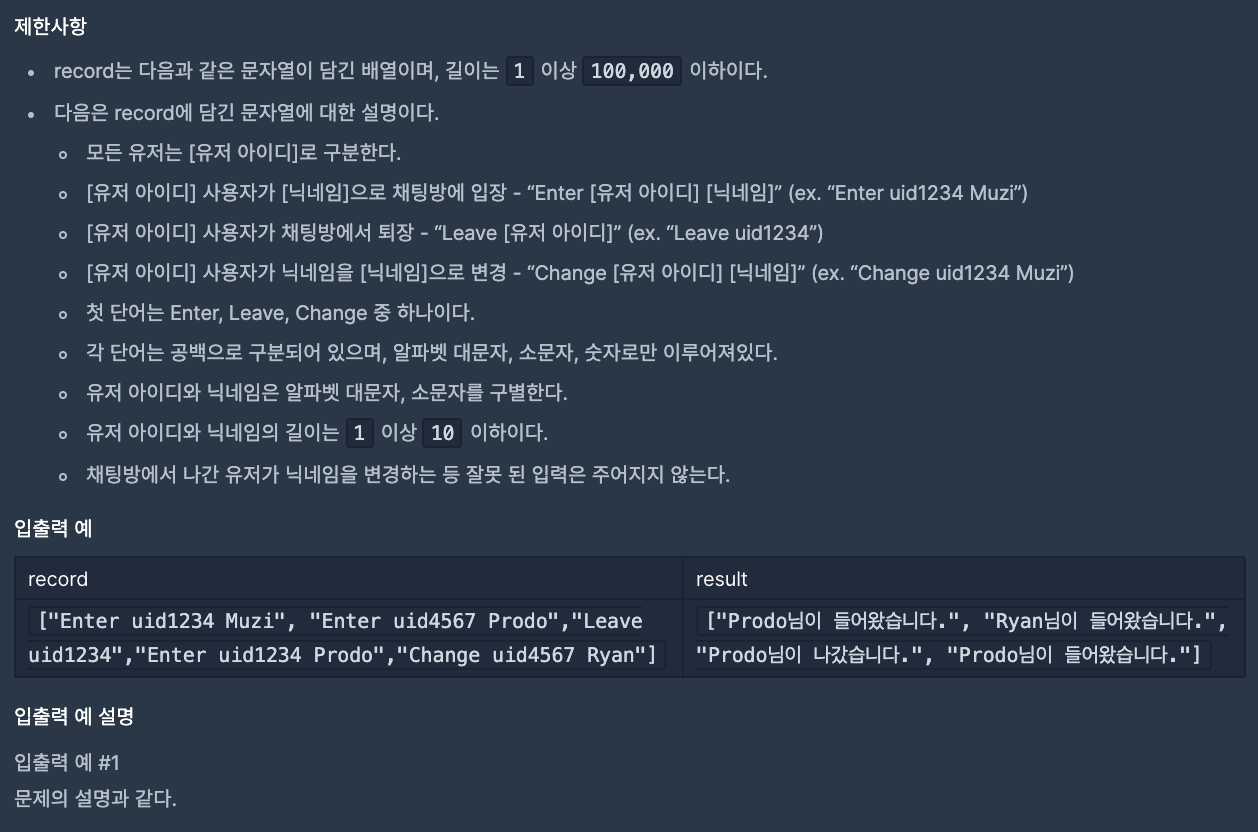 제한사항
• record는 다음과 같은 문자열이 담긴 배열이며, 길이는 1 이상 100,000 이하이다.
• 다음은 record에 담긴 문자열에 대한 설명이다.
◦ 모든 유저는 [유저 아이디]로 구분한다.
◦ [유저 아이디] 사용자가 [닉네임]으로 채팅방에 입장 - “Enter [유저 아이디] [닉네임]” (ex. “Enter uid1234 Muzi”)
◦ [유저 아이디] 사용자가 채팅방에서 퇴장 - “Leave [유저 아이디]” (ex. “Leave uid1234”)
◦ [유저 아이디] 사용자가 닉네임을 [닉네임]으로 변경 - “Change [유저 아이디] [닉네임]” (ex. “Change uid1234 Muzi”)
◦ 첫 단어는 Enter, Leave, Change 중 하나이다.
◦ 각 단어는 공백으로 구분되어 있으며, 알파벳 대문자, 소문자, 숫자로만 이루어져있다.
◦ 유저 아이디와 닉네임은 알파벳 대문자, 소문자를 구별한다.
◦ 유저 아이디와 닉네임의 길이는 1 이상 10 이하이다.
◦ 채팅방에서 나간 유저가 닉네임을 변경하는 등 잘못 된 입력은 주어지지 않는다.
입출력 예
record
result
["Enter uid1234 Muzi", "Enter uid4567 Prodo","Leave
uid1234","Enter uid1234 Prodo","Change uid4567 Ryan"]
["Prodo님이 들어왔습니다.", "Ryan님이 들어왔습니다.",
"Prodo님이 나갔습니다.", "Prodo님이 들어왔습니다."]
입출력 예 설명
입출력 예 #1
문제의 설명과 같다.